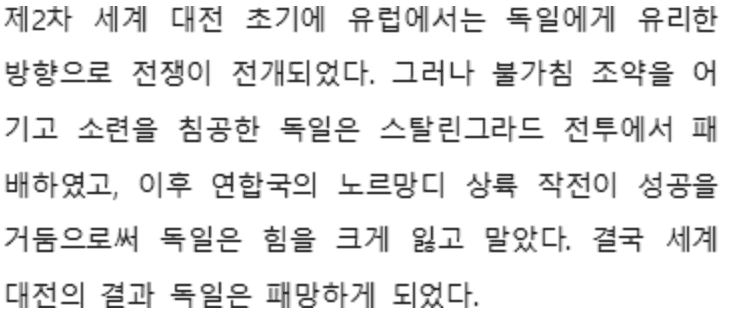 제2차 세계 대전 초기에 유럽에서는 독일에게 유리한
방향으로 전쟁이 전개되었다. 그러나 불가침 조약을 어
기고 소련을 침공한 독일은 스탈린그라드 전투에서 패
배하였고, 이후 연합국의 노르망디 상륙 작전이 성공을
거둠으로써 독일은 힘을 크게 잃고 말았다. 결국 세계
대전의 결과 독일은 패망하게 되었다.